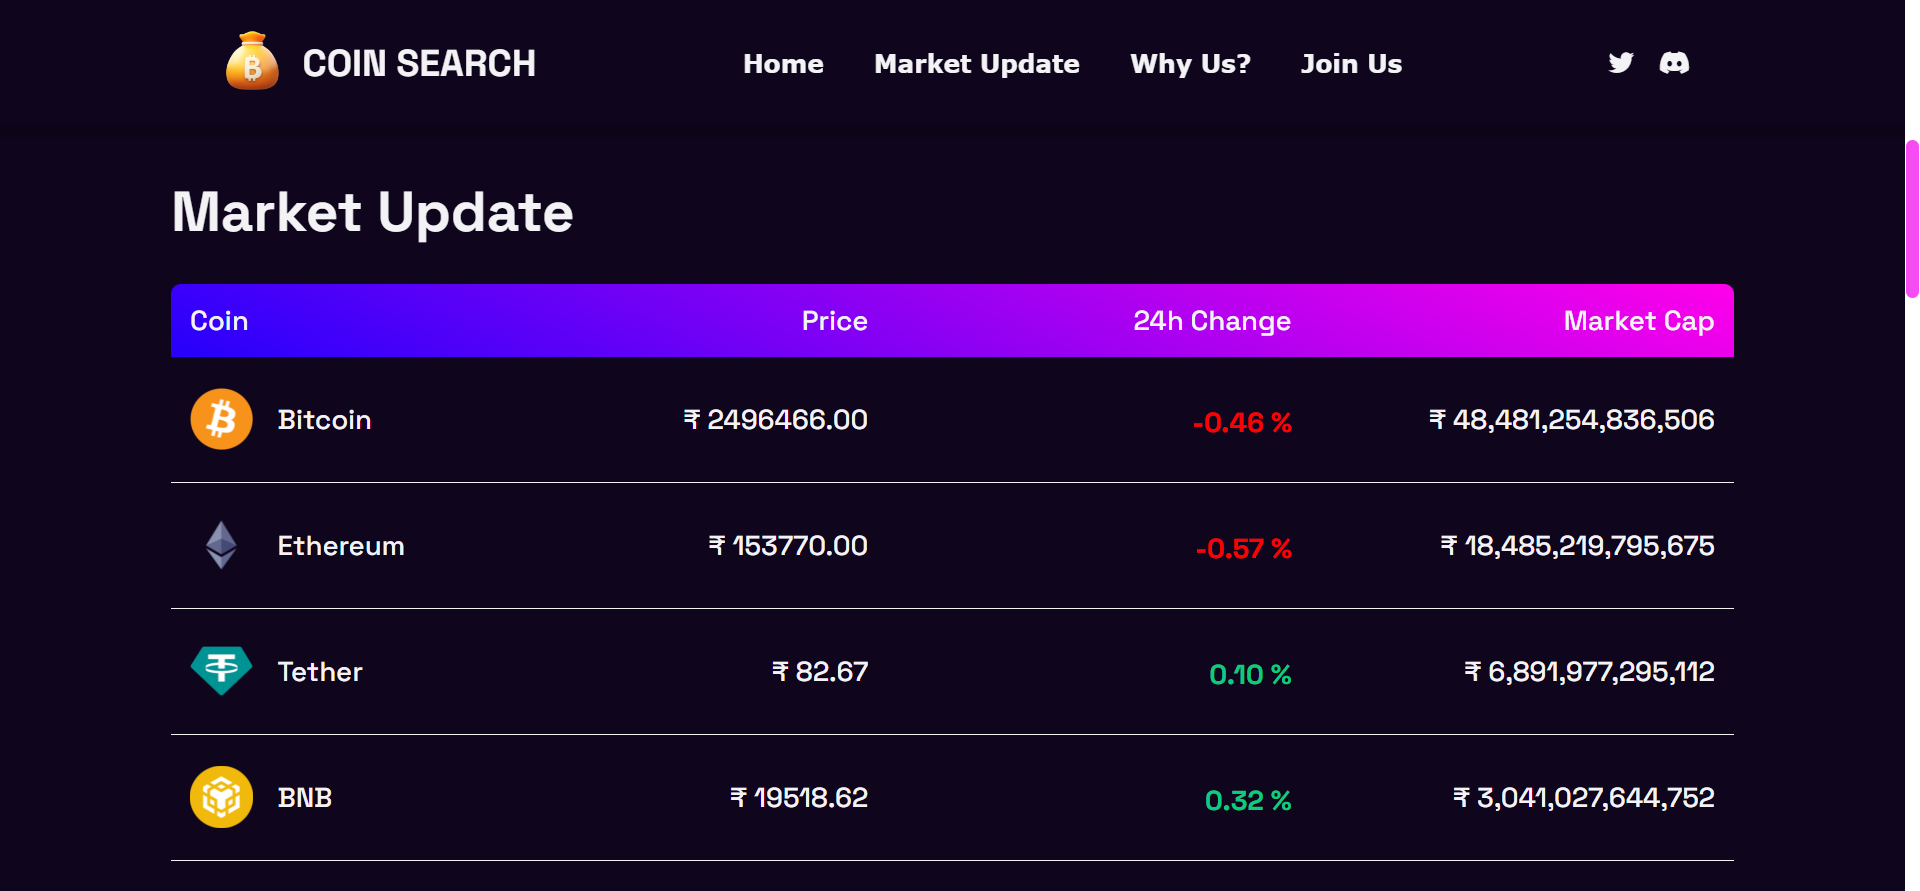 COIN SEARCH Home Market Update Why Us? Join Us
Market Update
Coin Price 24h Change Market Cap
Bitcoin ₹ 2496466.00 -0.46 % ₹ 48,481,254,836,506
Ethereum ₹ 153770.00 -0.57 % ₹ 18,485,219,795,675
Tether ₹ 82.67 0.10 % ₹ 6,891,977,295,112
BNB ₹ 19518.62 0.32 % ₹ 3,041,027,644,752